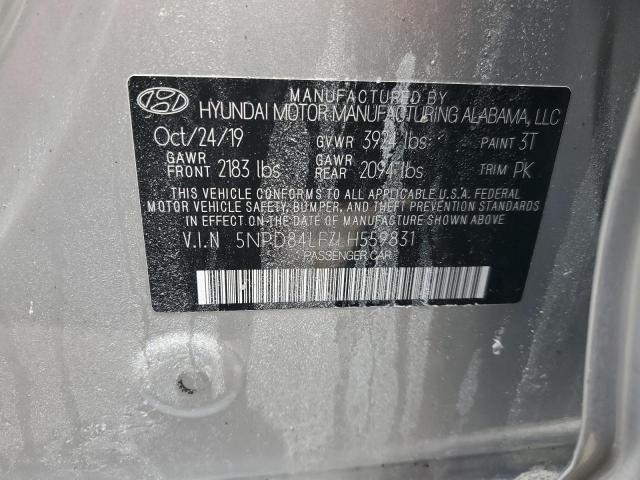 MANUFACTURED BY
HYUNDAI MOTOR MANUFACTURING ALABAMA, LLC
Oct/24/19 GVWR 3924 lbs PAINT 3T
GAWR FRONT 2183 lbs GAWR REAR 2094 lbs TRIM PK
THIS VEHICLE CONFORMS TO ALL APPLICABLE U.S.A. FEDERAL
MOTOR VEHICLE SAFETY, BUMPER, AND THEFT PREVENTION STANDARDS
IN EFFECT ON THE DATE OF MANUFACTURE SHOWN ABOVE.
V.I.N 5NPD84LF7LH559831
PASSENGER CAR